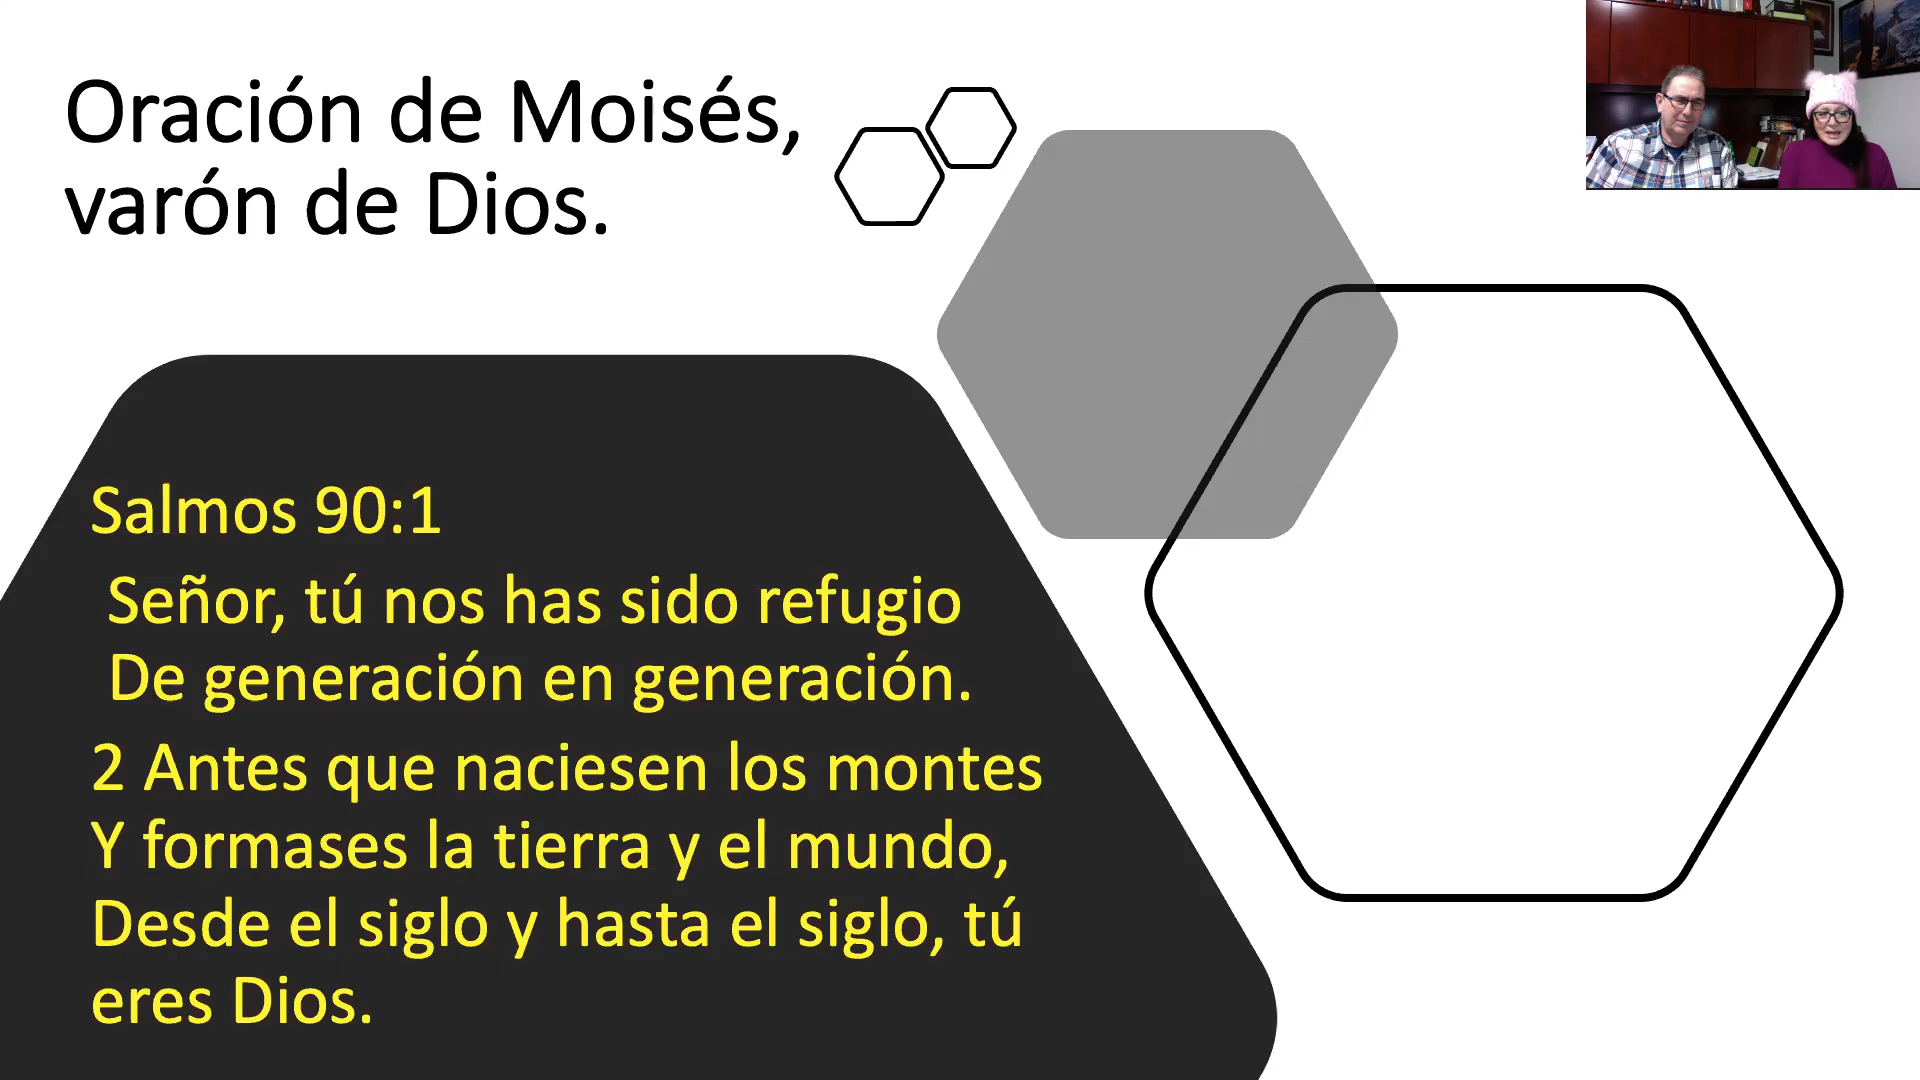 Oración de Moisés,
varón de Dios.
Salmos 90:1
Señor, tú nos has sido refugio
De generación en generación.
2 Antes que naciesen los montes
Y formases la tierra y el mundo,
Desde el siglo y hasta el siglo, tú
eres Dios.